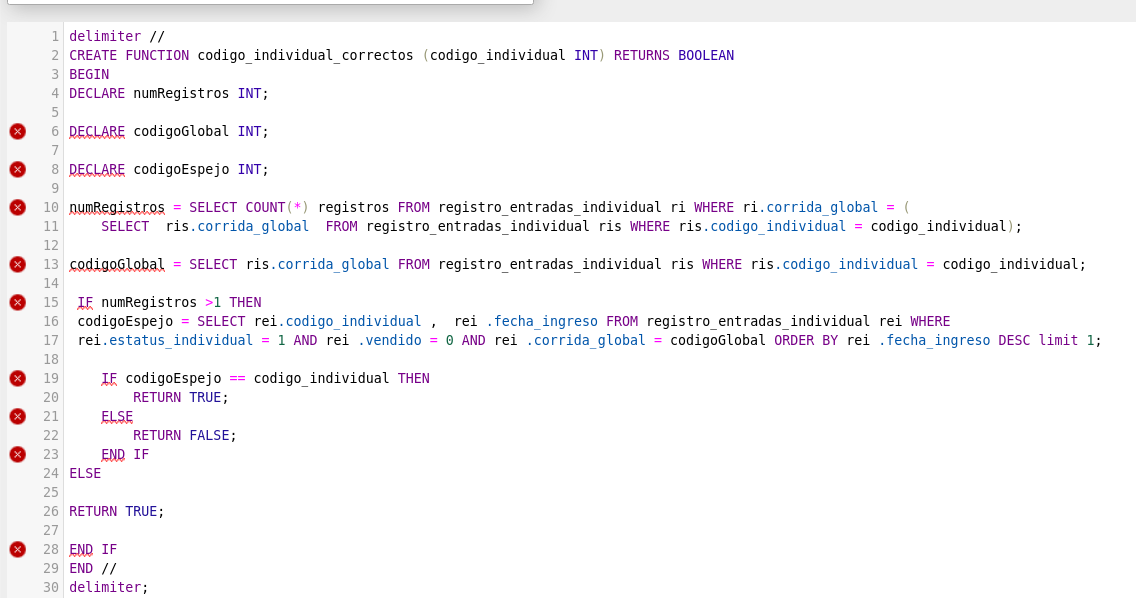 1 delimiter //
2 CREATE FUNCTION codigo_individual_correctos (codigo_individual INT) RETURNS BOOLEAN
3 BEGIN
4 DECLARE numRegistros INT;
5
6 DECLARE codigoGlobal INT;
7
8 DECLARE codigoEspejo INT;
9
10 numRegistros = SELECT COUNT(*) registros FROM registro_entradas_individual ri WHERE ri.corrida_global = (
11     SELECT  ris.corrida_global  FROM registro_entradas_individual ris WHERE ris.codigo_individual = codigo_individual);
12
13 codigoGlobal = SELECT ris.corrida_global FROM registro_entradas_individual ris WHERE ris.codigo_individual = codigo_individual;
14
15  IF numRegistros >1 THEN
16  codigoEspejo = SELECT rei.codigo_individual ,  rei .fecha_ingreso FROM registro_entradas_individual rei WHERE
17  rei.estatus_individual = 1 AND rei .vendido = 0 AND rei .corrida_global = codigoGlobal ORDER BY rei .fecha_ingreso DESC limit 1;
18
19     IF codigoEspejo == codigo_individual THEN
20         RETURN TRUE;
21     ELSE
22         RETURN FALSE;
23     END IF
24 ELSE
25
26 RETURN TRUE;
27
28 END IF
29 END //
30 delimiter;